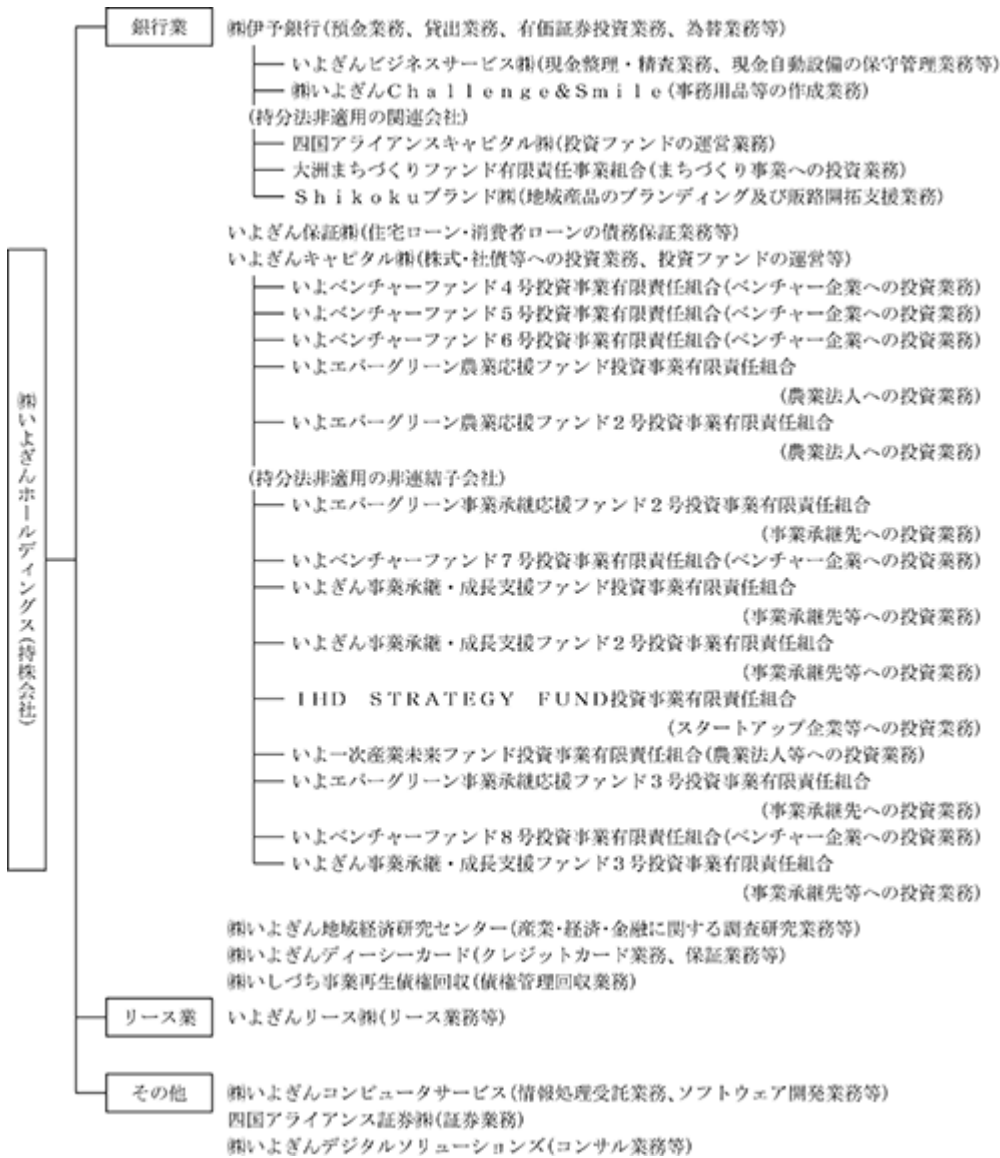 銀行業 ㈱伊予銀行(預金業務、貸出業務、有価証券投資業務、為替業務等)
いよぎんビジネスサービス㈱(現金整理・精査業務、現金自動設備の保守管理業務等)
㈱いよぎんＣｈａｌｌｅｎｇｅ&Ｓｍｉｌｅ(事務用品等の作成業務)
(持分法非適用の関連会社)
四国アライアンスキャピタル㈱(投資ファンドの運営業務)
大洲まちづくりファンド有限責任事業組合(まちづくり事業への投資業務)
Ｓｈｉｋｏｋｕブランド㈱(地域産品のブランディング及び販路開拓支援業務)
いよぎん保証㈱(住宅ローン・消費者ローンの債務保証業務等)
いよぎんキャピタル㈱(株式・社債等への投資業務、投資ファンドの運営等)
いよベンチャーファンド４号投資事業有限責任組合(ベンチャー企業への投資業務)
いよベンチャーファンド５号投資事業有限責任組合(ベンチャー企業への投資業務)
いよベンチャーファンド６号投資事業有限責任組合(ベンチャー企業への投資業務)
いよエバーグリーン農業応援ファンド投資事業有限責任組合
(農業法人への投資業務)
いよエバーグリーン農業応援ファンド２号投資事業有限責任組合
(農業法人への投資業務)
(持分法非適用の非連結子会社)
いよエバーグリーン事業承継応援ファンド２号投資事業有限責任組合
(事業承継先への投資業務)
いよベンチャーファンド７号投資事業有限責任組合(ベンチャー企業への投資業務)
いよぎん事業承継・成長支援ファンド投資事業有限責任組合
(事業承継先等への投資業務)
いよぎん事業承継・成長支援ファンド２号投資事業有限責任組合
(事業承継先等への投資業務)
ＩＨＤ　ＳＴＲＡＴＥＧＹ　ＦＵＮＤ投資事業有限責任組合
(スタートアップ企業等への投資業務)
いよ一次産業未来ファンド投資事業有限責任組合(農業法人等への投資業務)
いよエバーグリーン事業承継応援ファンド３号投資事業有限責任組合
(事業承継先への投資業務)
いよベンチャーファンド８号投資事業有限責任組合(ベンチャー企業への投資業務)
いよぎん事業承継・成長支援ファンド３号投資事業有限責任組合
(事業承継先等への投資業務)
㈱いよぎん地域経済研究センター(産業・経済・金融に関する調査研究業務等)
㈱いよぎんディーシーカード(クレジットカード業務、保証業務等)
㈱いしづち事業再生債権回収(債権管理回収業務)
㈱いよぎんホールディングス(持株会社)
リース業 いよぎんリース㈱(リース業務等)
その他 ㈱いよぎんコンピュータサービス(情報処理受託業務、ソフトウェア開発業務等)
四国アライアンス証券㈱(証券業務)
㈱いよぎんデジタルソリューションズ(コンサル業務等)